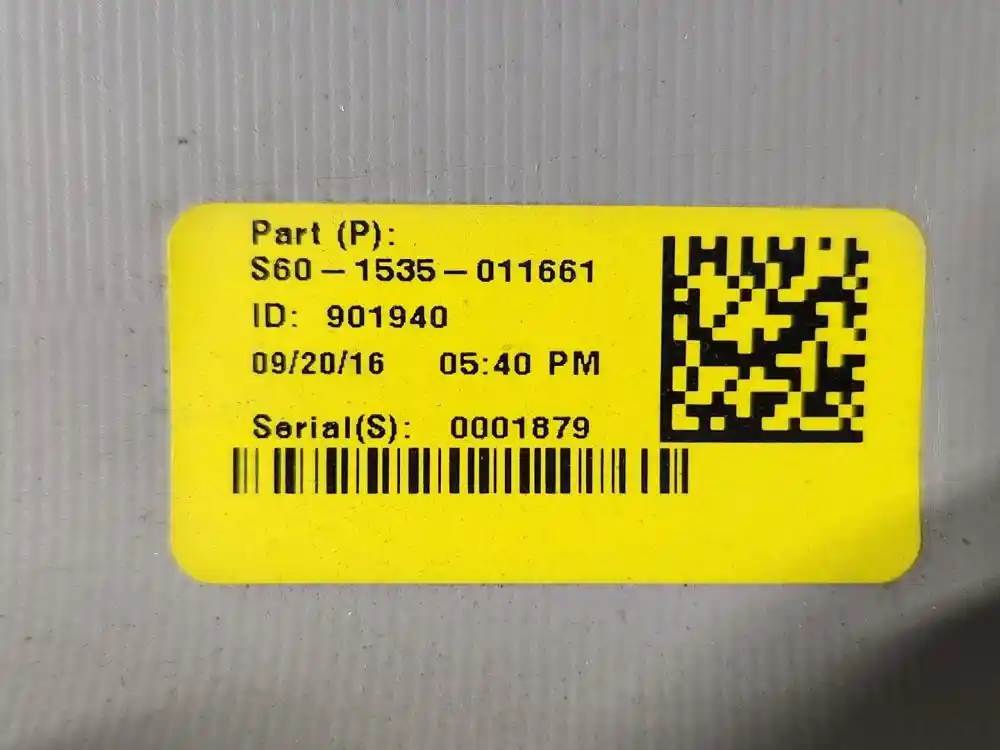 Part (P):
S60-1535-011661
ID: 901940
09/20/16 05:40 PM
Serial(S): 0001879